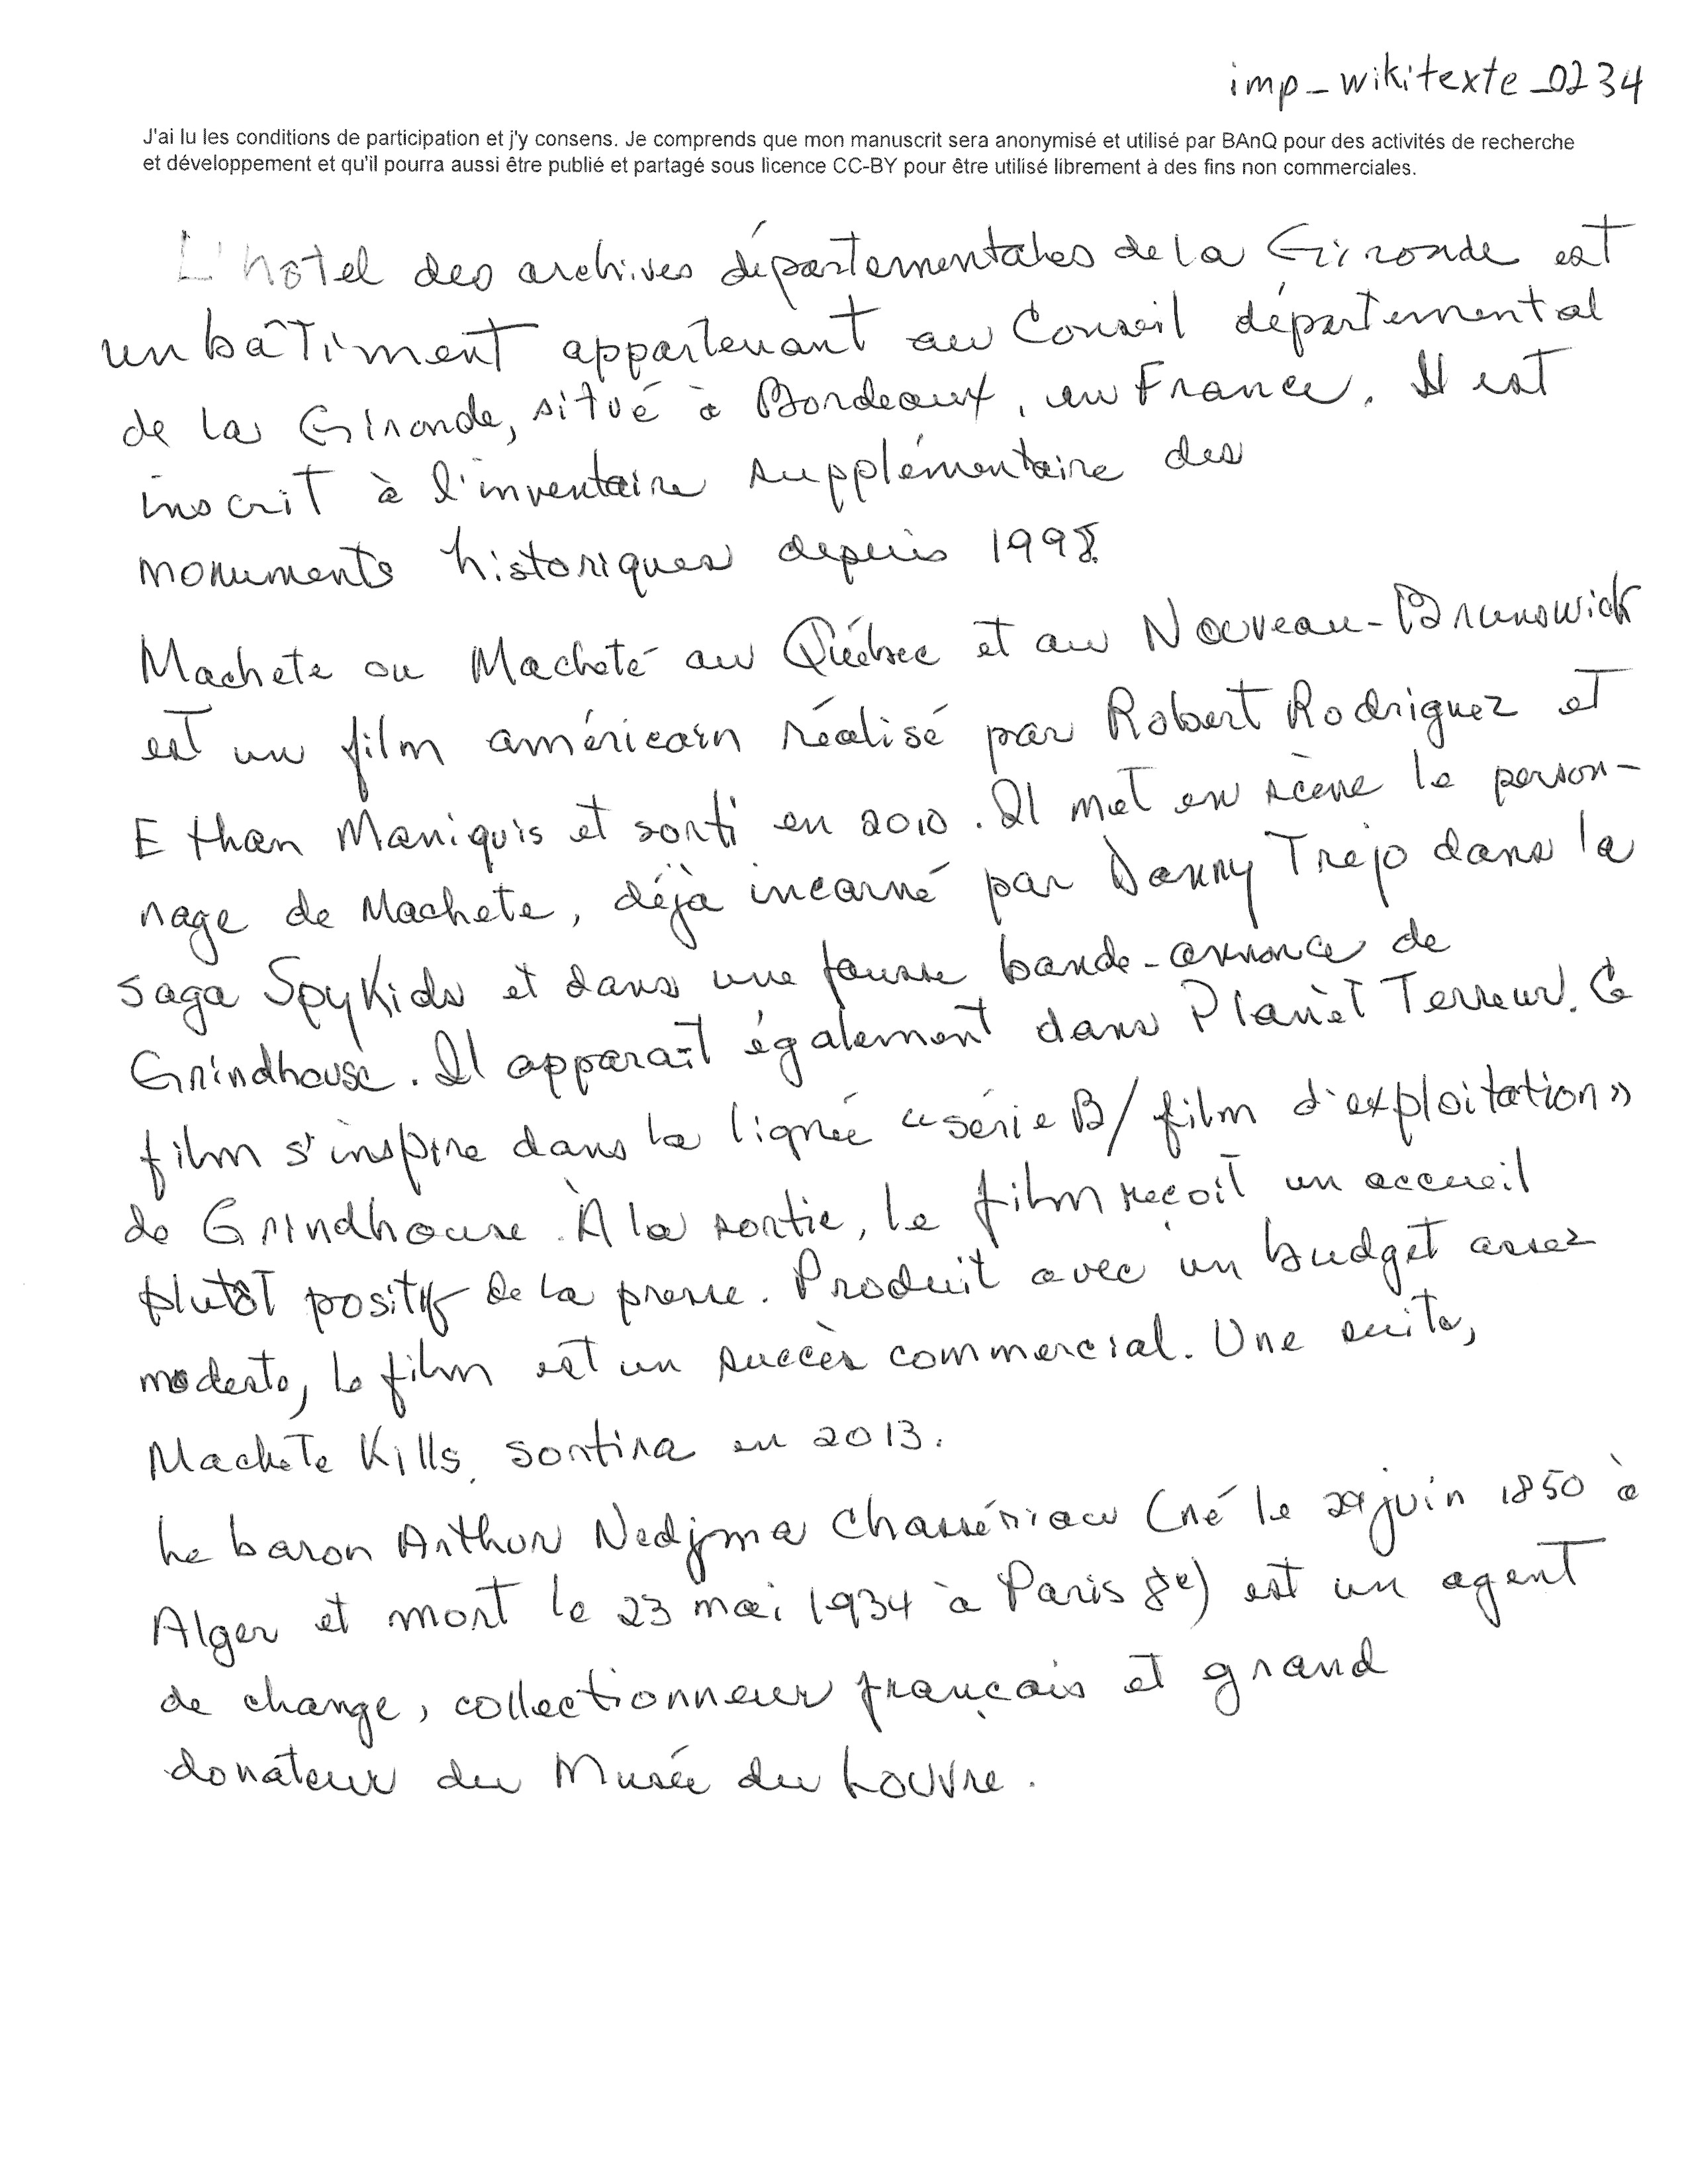 imp_wikitexte_0234
J'ai lu les conditions de participation et j'y consens. Je comprends que mon manuscrit sera anonymisé et utilisé par BAnQ pour des activités de recherche
et développement et qu'il pourra aussi être publié et partagé sous licence CC-BY pour être utilisé librement à des fins non commerciales.
L'hôtel des archives départementales de la Gironde est
un bâtiment appartenant au Conseil départemental
de la Gironde, situé à Bordeaux, en France. Il est
inscrit à l'inventaire supplémentaire des
monuments historiques depuis 1998
Machete ou Macheté au Québec et au Nouveau-Brunswick
est un film américain réalisé par Robert Rodriguez et
Ethan Maniquis et sorti en 2010. Il met en scène le person-
nage de Machete, déjà incarné par Danny Trejo dans la
saga Spy Kids et dans une fausse bande-annonce de
Grindhouse. Il apparaît également dans Planèt Terreur. Ce
film s'inspire dans la lignée «série B/film d'exploitation»
de Grindhouse. À la sortie, le film reçoit un accueil
plutôt positif de la presse. Produit avec un budget assez
modeste, le film est un succès commercial. Une suite,
Machete Kills, sortira en 2013.
Le baron Arthur Nedjma Chassériau (né le 29 juin 1850 à
Alger et mort le 23 mai 1934 à Paris 8e) est un agent
de change, collectionneur français et grand
donateur du Musée du Louvre.